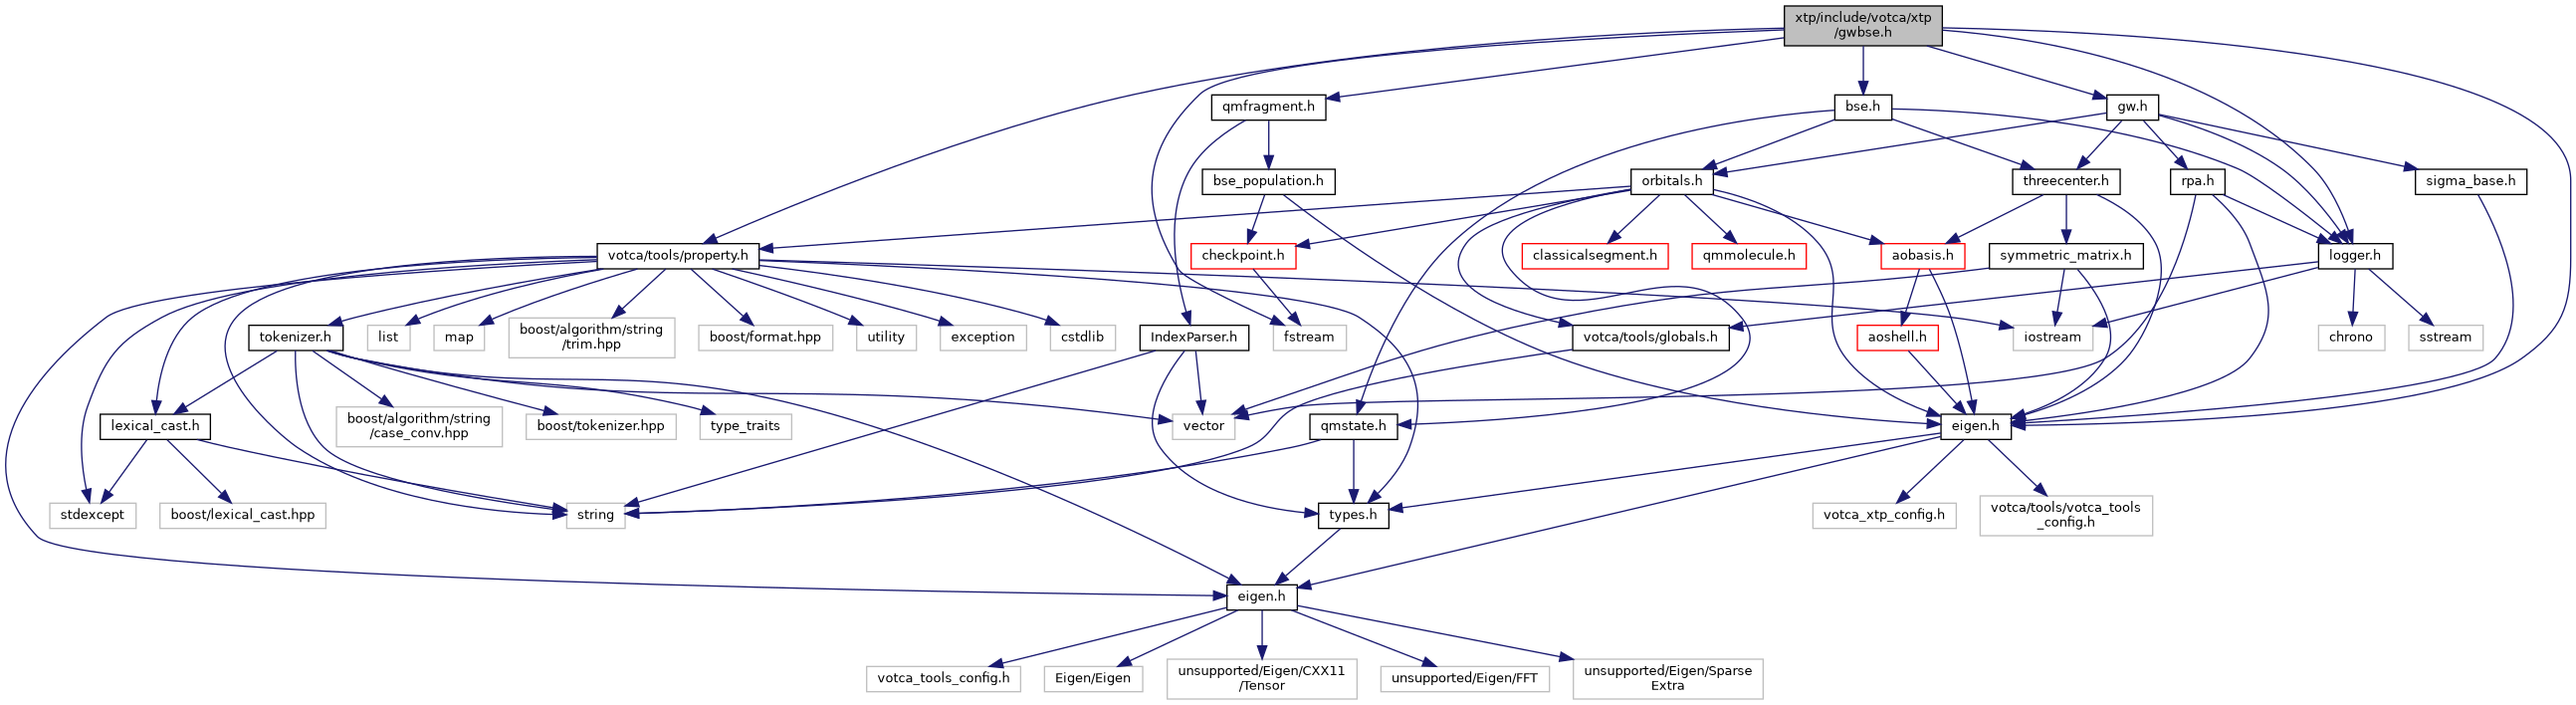 xtp/include/votca/xtp
/gwbse.h
qmfragment.h
bse.h
gw.h
bse_population.h
orbitals.h
threecenter.h
rpa.h
sigma_base.h
votca/tools/property.h
checkpoint.h
classicalsegment.h
qmmolecule.h
aobasis.h
symmetric_matrix.h
logger.h
tokenizer.h
list
map
boost/algorithm/string
/trim.hpp
boost/format.hpp
utility
exception
cstdlib
IndexParser.h
fstream
votca/tools/globals.h
aoshell.h
iostream
chrono
sstream
lexical_cast.h
boost/algorithm/string
/case_conv.hpp
boost/tokenizer.hpp
type_traits
vector
qmstate.h
eigen.h
stdexcept
boost/lexical_cast.hpp
string
types.h
votca_xtp_config.h
votca/tools/votca_tools
_config.h
eigen.h
votca_tools_config.h
Eigen/Eigen
unsupported/Eigen/CXX11
/Tensor
unsupported/Eigen/FFT
unsupported/Eigen/Sparse
Extra